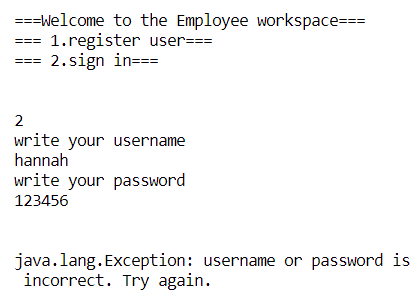 ===Welcome to the Employee workspace===
=== 1.register user===
=== 2.sign in===
2
write your username
hannah
write your password
123456
java.lang.Exception: username or password is
incorrect. Try again.